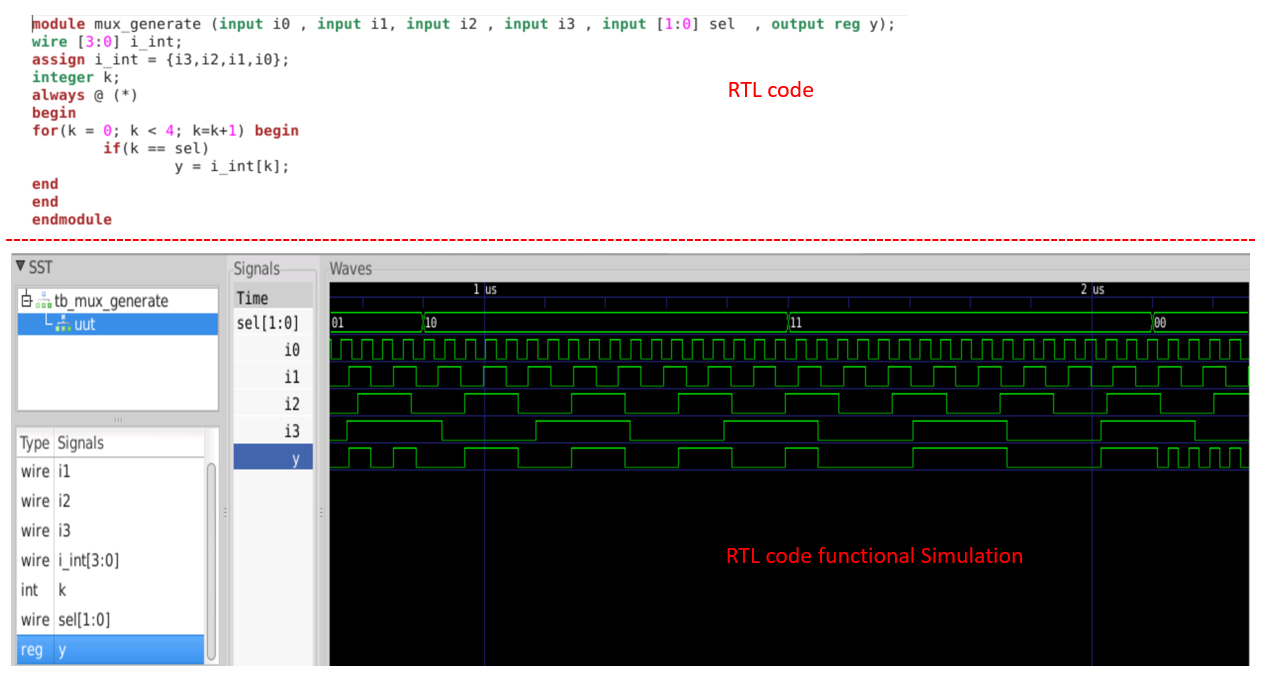 module mux_generate (input i0 , input i1, input i2 , input i3 , input [1:0] sel  , output reg y);
wire [3:0] i_int;
assign i_int = {i3,i2,i1,i0};
integer k;
always @ (*)
begin
for(k = 0; k < 4; k=k+1) begin
if(k == sel)
y = i_int[k];
end
end
endmodule
RTL code
SST
tb_mux_generate
uut
Type Signals
wire i1
wire i2
wire i3
wire i_int[3:0]
int k
wire sel[1:0]
reg y
Signals
Time
sel[1:0]
i0
i1
i2
i3
y
Waves
1 us 2 us
01 10 11 00
RTL code functional Simulation